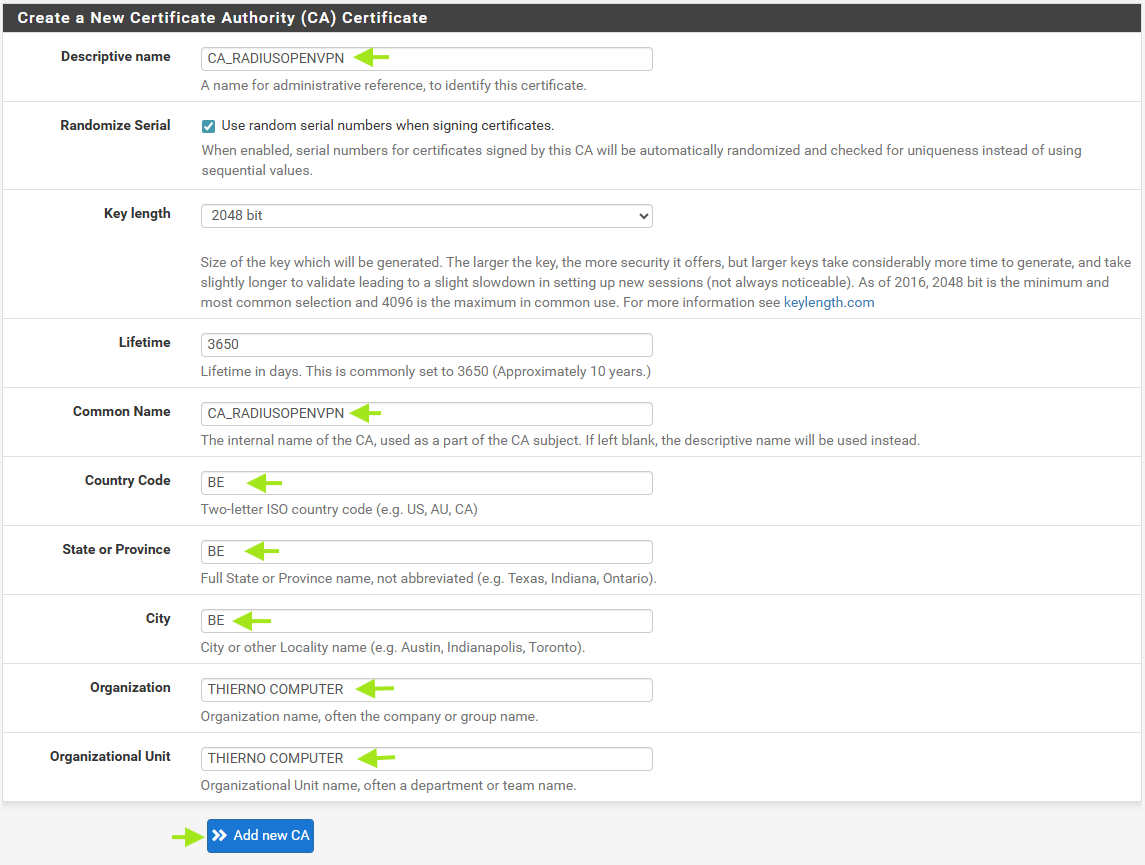 Create a New Certificate Authority (CA) Certificate
Descriptive name
CA_RADIUSOPENVPN
A name for administrative reference, to identify this certificate.
Randomize Serial
Use random serial numbers when signing certificates.
When enabled, serial numbers for certificates signed by this CA will be automatically randomized and checked for uniqueness instead of using
sequential values.
Key length
2048 bit
Size of the key which will be generated. The larger the key, the more security it offers, but larger keys take considerably more time to generate, and take
slightly longer to validate leading to a slight slowdown in setting up new sessions (not always noticeable). As of 2016, 2048 bit is the minimum and
most common selection and 4096 is the maximum in common use. For more information see keylength.com
Lifetime
3650
Lifetime in days. This is commonly set to 3650 (Approximately 10 years.)
Common Name
CA_RADIUSOPENVPN
The internal name of the CA, used as a part of the CA subject. If left blank, the descriptive name will be used instead.
Country Code
BE
Two-letter ISO country code (e.g. US, AU, CA)
State or Province
BE
Full State or Province name, not abbreviated (e.g. Texas, Indiana, Ontario).
City
BE
City or other Locality name (e.g. Austin, Indianapolis, Toronto).
Organization
THIERNO COMPUTER
Organization name, often the company or group name.
Organizational Unit
THIERNO COMPUTER
Organizational Unit name, often a department or team name.
Add new CA